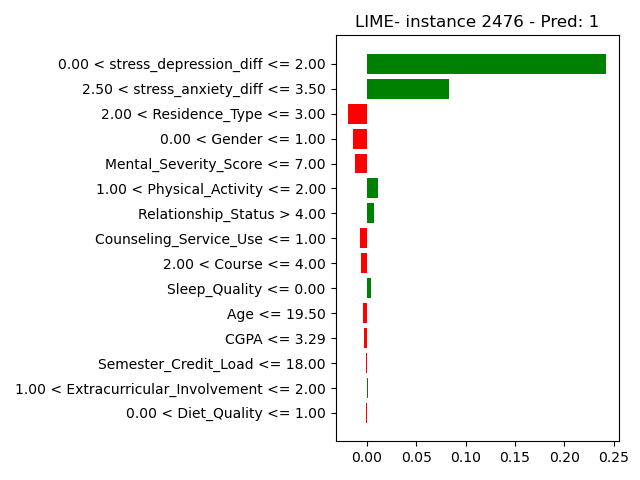 LIME- instance 2476 - Pred: 1
0.00 < stress_depression_diff <= 2.00
2.50 < stress_anxiety_diff <= 3.50
2.00 < Residence_Type <= 3.00
0.00 < Gender <= 1.00
Mental_Severity_Score <= 7.00
1.00 < Physical_Activity <= 2.00
Relationship_Status > 4.00
Counseling_Service_Use <= 1.00
2.00 < Course <= 4.00
Sleep_Quality <= 0.00
Age <= 19.50
CGPA <= 3.29
Semester_Credit_Load <= 18.00
1.00 < Extracurricular_Involvement <= 2.00
0.00 < Diet_Quality <= 1.00
0.00 0.05 0.10 0.15 0.20 0.25